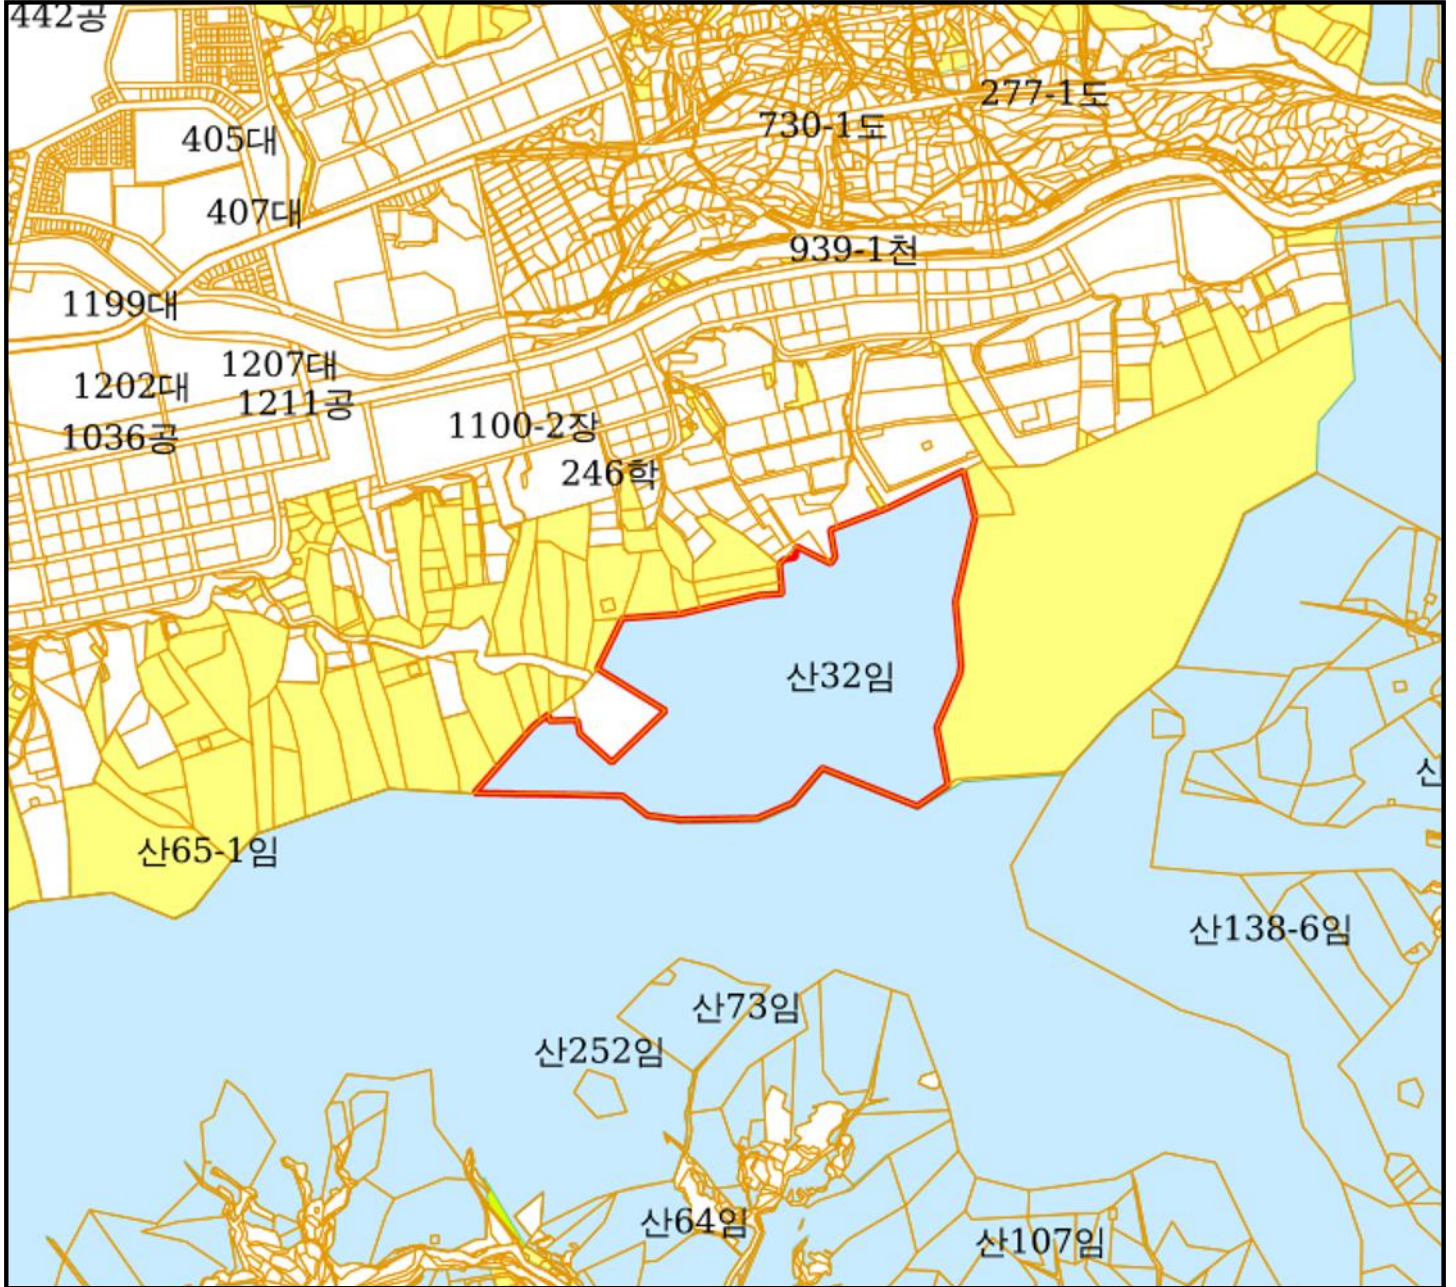 442공
277-1도
730-1도
405대
407대
939-1천
1199대
1207대
1202대
1211공
1100-2장
1036공
246학
산32임
산
산65-1임
산138-6임
산73임
산252임
산64임
산107임